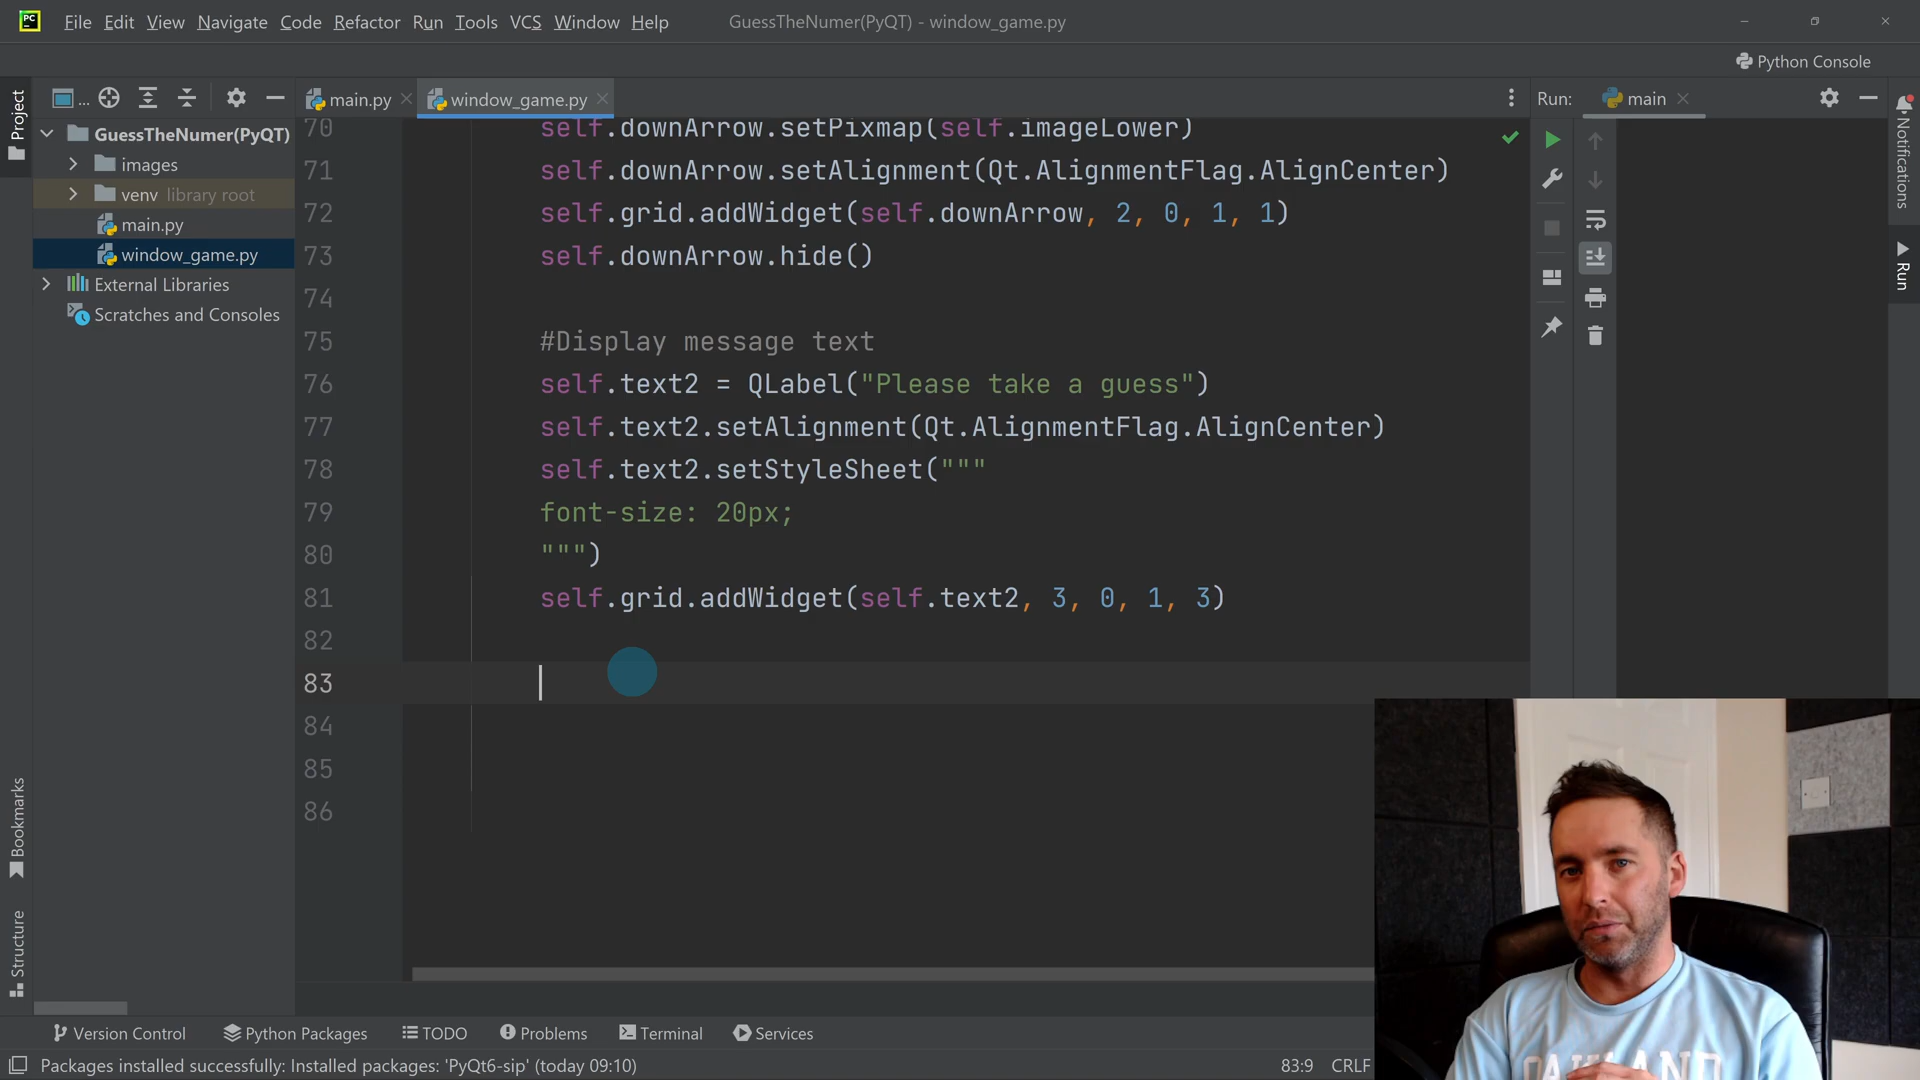 PC File Edit View Navigate Code Refactor Run Tools VCS Window Help GuessTheNumer(PyQT) - window_game.py
Python Console
Project
... main.py window_game.py Run: main
Notifications
Run
GuessTheNumer(PyQT)
images
venv library root
main.py
window_game.py
External Libraries
Scratches and Consoles
70 self.downArrow.setPixmap(self.imageLower)
71 self.downArrow.setAlignment(Qt.AlignmentFlag.AlignCenter)
72 self.grid.addWidget(self.downArrow, 2, 0, 1, 1)
73 self.downArrow.hide()
74
75 #Display message text
76 self.text2 = QLabel("Please take a guess")
77 self.text2.setAlignment(Qt.AlignmentFlag.AlignCenter)
78 self.text2.setStyleSheet("""
79 font-size: 20px;
80 """)
81 self.grid.addWidget(self.text2, 3, 0, 1, 3)
82
83
84
85
86
Bookmarks
Structure
Version Control Python Packages TODO Problems Terminal Services
Packages installed successfully: Installed packages: 'PyQt6-sip' (today 09:10) 83:9 CRLF